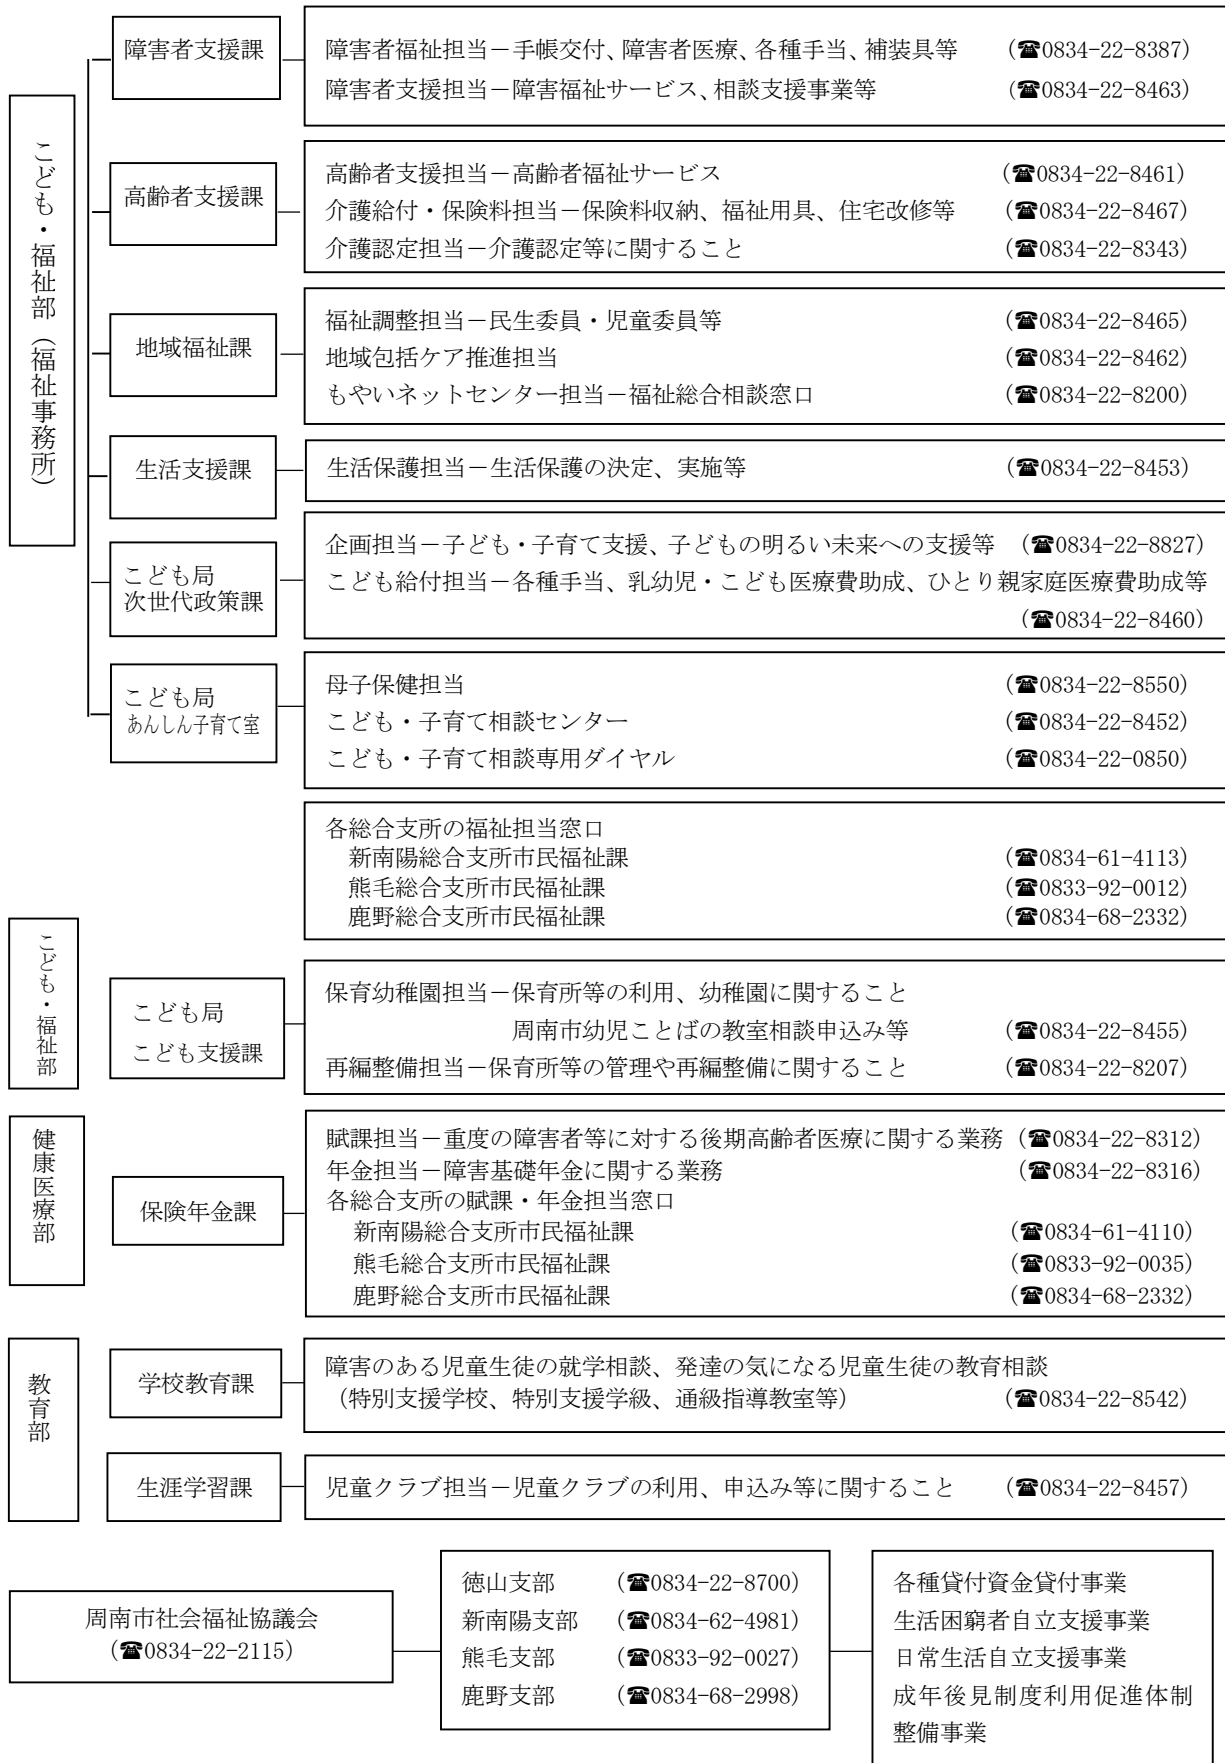 こども・福祉部（福祉事務所）
障害者支援課
障害者福祉担当－手帳交付、障害者医療、各種手当、補装具等　（☎0834-22-8387）
障害者支援担当－障害福祉サービス、相談支援事業等　（☎0834-22-8463）
高齢者支援課
高齢者支援担当－高齢者福祉サービス　（☎0834-22-8461）
介護給付・保険料担当－保険料収納、福祉用具、住宅改修等　（☎0834-22-8467）
介護認定担当－介護認定等に関すること　（☎0834-22-8343）
地域福祉課
福祉調整担当－民生委員・児童委員等　（☎0834-22-8465）
地域包括ケア推進担当　（☎0834-22-8462）
もやいネットセンター担当－福祉総合相談窓口　（☎0834-22-8200）
生活支援課
生活保護担当－生活保護の決定、実施等　（☎0834-22-8453）
こども局
次世代政策課
企画担当－子ども・子育て支援、子どもの明るい未来への支援等　（☎0834-22-8827）
こども給付担当－各種手当、乳幼児・こども医療費助成、ひとり親家庭医療費助成等
（☎0834-22-8460）
こども局
あんしん子育て室
母子保健担当　（☎0834-22-8550）
こども・子育て相談センター　（☎0834-22-8452）
こども・子育て相談専用ダイヤル　（☎0834-22-0850）
各総合支所の福祉担当窓口
新南陽総合支所市民福祉課　（☎0834-61-4113）
熊毛総合支所市民福祉課　（☎0833-92-0012）
鹿野総合支所市民福祉課　（☎0834-68-2332）
こども・福祉部
こども局
こども支援課
保育幼稚園担当－保育所等の利用、幼稚園に関すること
周南市幼児ことばの教室相談申込み等　（☎0834-22-8455）
再編整備担当－保育所等の管理や再編整備に関すること　（☎0834-22-8207）
健康医療部
保険年金課
賦課担当－重度の障害者等に対する後期高齢者医療に関する業務（☎0834-22-8312）
年金担当－障害基礎年金に関する業務　（☎0834-22-8316）
各総合支所の賦課・年金担当窓口
新南陽総合支所市民福祉課　（☎0834-61-4110）
熊毛総合支所市民福祉課　（☎0833-92-0035）
鹿野総合支所市民福祉課　（☎0834-68-2332）
教育部
学校教育課
障害のある児童生徒の就学相談、発達の気になる児童生徒の教育相談
（特別支援学校、特別支援学級、通級指導教室等）　（☎0834-22-8542）
生涯学習課
児童クラブ担当－児童クラブの利用、申込み等に関すること　（☎0834-22-8457）
周南市社会福祉協議会
（☎0834-22-2115）
徳山支部　（☎0834-22-8700）
新南陽支部　（☎0834-62-4981）
熊毛支部　（☎0833-92-0027）
鹿野支部　（☎0834-68-2998）
各種貸付資金貸付事業
生活困窮者自立支援事業
日常生活自立支援事業
成年後見制度利用促進体制
整備事業